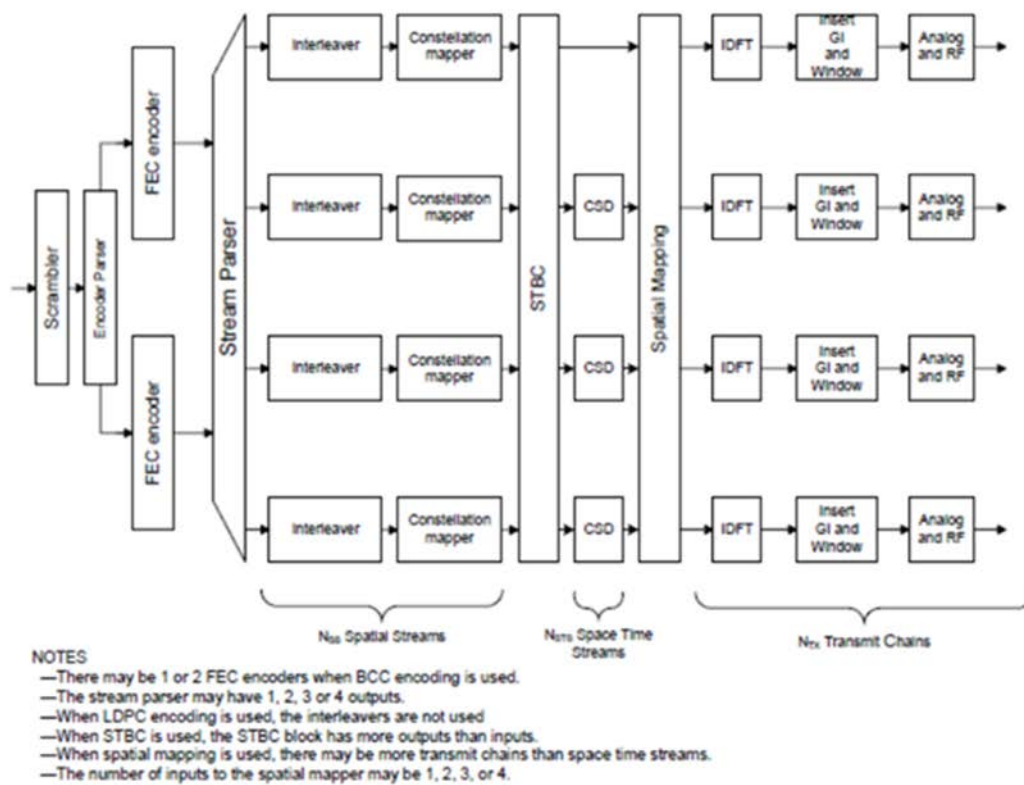 Scrambler
Encoder Parser
FEC encoder
FEC encoder
Stream Parser
Interleaver
Constellation
mapper
Interleaver
Constellation
mapper
Interleaver
Constellation
mapper
Interleaver
Constellation
mapper
STBC
CSD
CSD
CSD
Spatial Mapping
IDFT
Insert
GI
and
Window
Analog
and RF
IDFT
Insert
GI and
Window
Analog
and RF
IDFT
Insert
GI and
Window
Analog
and RF
IDFT
Insert
GI and
Window
Analog
and RF
NSS Spatial Streams
NSTS Space Time
Streams
NTX Transmit Chains
NOTES
—There may be 1 or 2 FEC encoders when BCC encoding is used.
—The stream parser may have 1, 2, 3 or 4 outputs.
—When LDPC encoding is used, the interleavers are not used
—When STBC is used, the STBC block has more outputs than inputs.
—When spatial mapping is used, there may be more transmit chains than space time streams.
—The number of inputs to the spatial mapper may be 1, 2, 3, or 4.